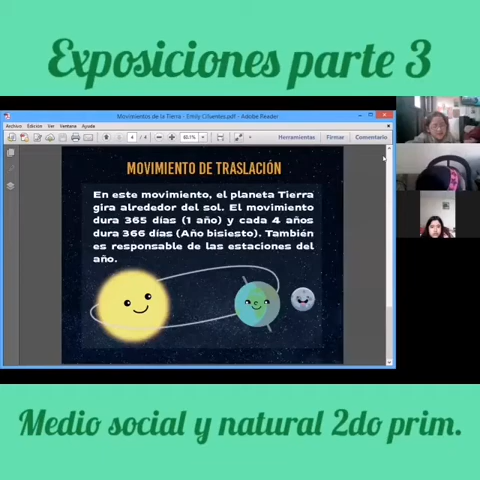 Exposiciones parte 3
Movimientos de la Tierra - Emily Cifuentes.pdf - Adobe Reader
Archivo Edición Ver Ventana Ayuda
4 / 4
Herramientas Firmar Comentario
MOVIMIENTO DE TRASLACIÓN
En este movimiento, el planeta Tierra
gira alrededor del sol. El movimiento
dura 365 días (1 año) y cada 4 años
dura 366 días (Año bisiesto). También
es responsable de las estaciones del
año.
Medio social y natural 2do prim.